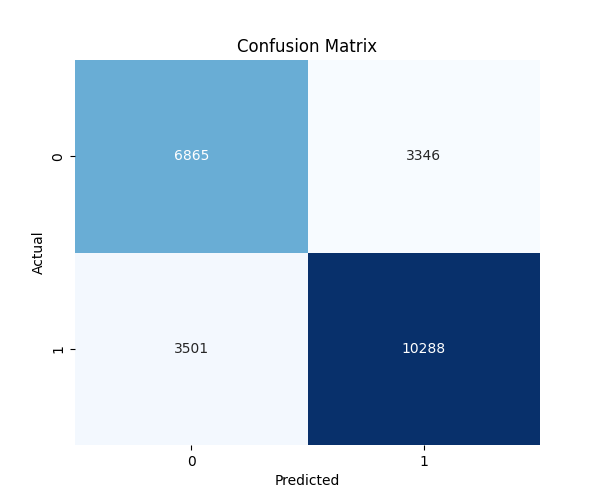 Confusion Matrix
Actual
0
6865
3346
1
3501
10288
0
1
Predicted